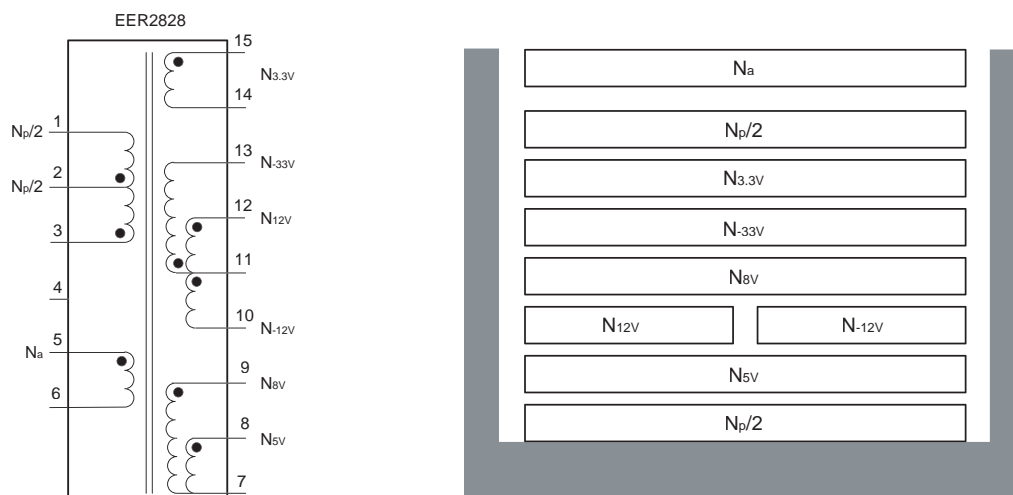 EER2828
15
N3.3V
14
1
Np/2
13
N-33V
2
Np/2
12
N12V
3
11
4
10
N-12V
5
Na
9
N8V
6
8
N5V
7
Na
Np/2
N3.3V
N-33V
N8V
N12V N-12V
N5V
Np/2